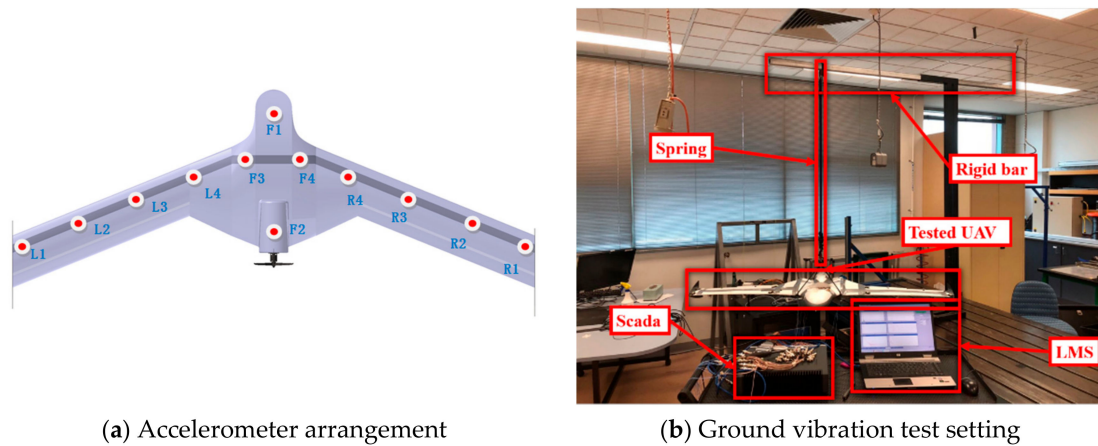 F1
F3
F4
L4
R4
L3
R3
F2
L2
R2
L1
R1
Spring
Rigid bar
Tested UAV
Scada
LMS
(a) Accelerometer arrangement
(b) Ground vibration test setting